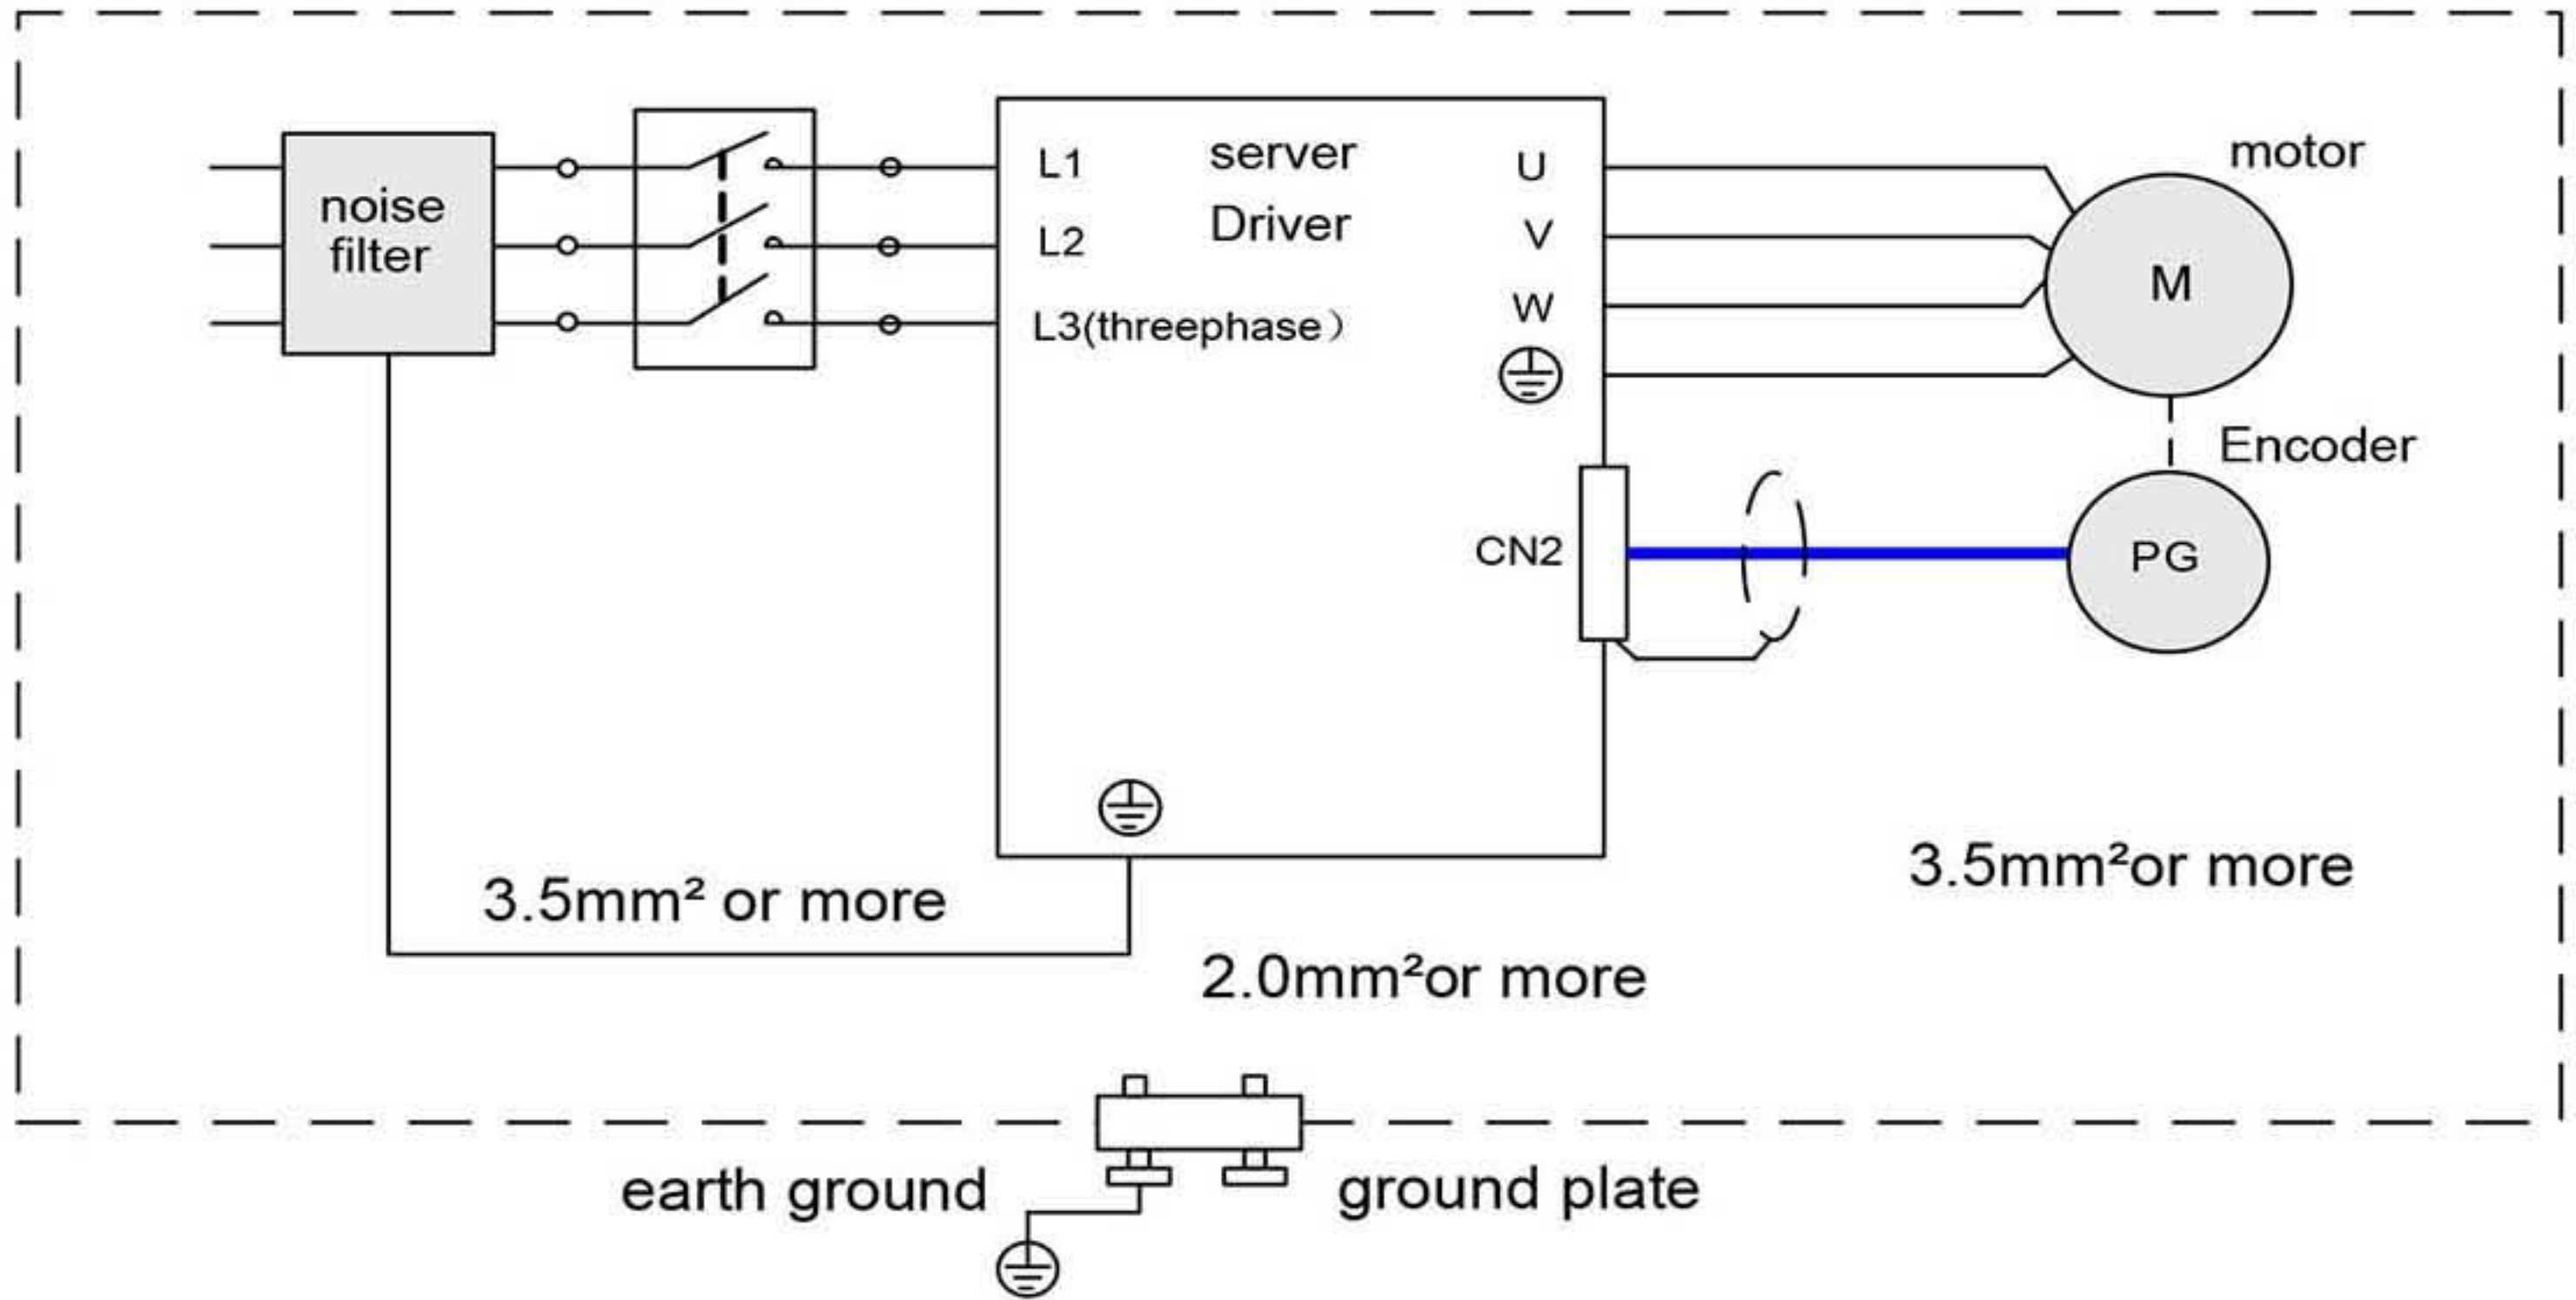 noise
filter
L1
L2
L3(threephase）
server
Driver
U
V
W
CN2
motor
M
Encoder
PG
3.5mm² or more
3.5mm²or more
2.0mm²or more
earth ground
ground plate